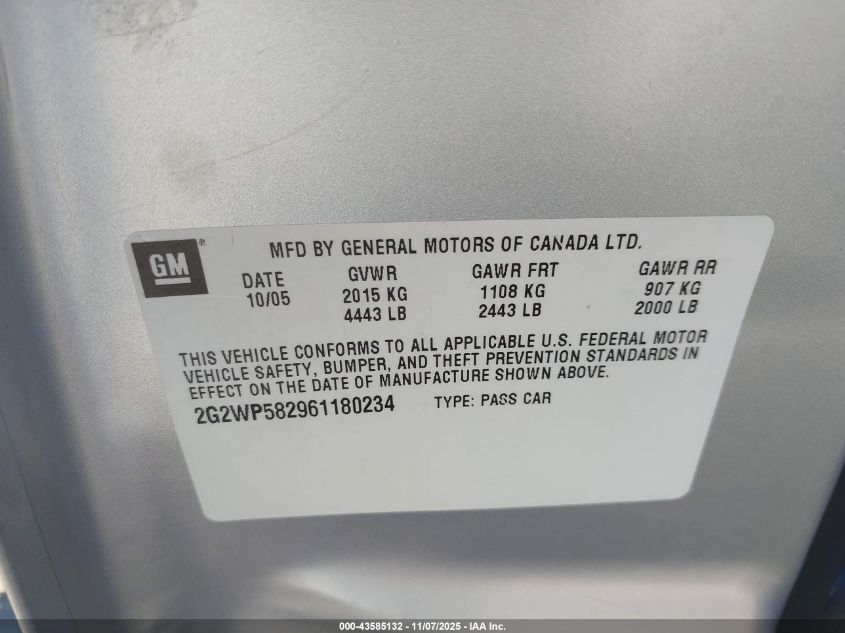 GM®
MFD BY GENERAL MOTORS OF CANADA LTD.
DATE GVWR GAWR FRT GAWR RR
10/05 2015 KG 1108 KG 907 KG
4443 LB 2443 LB 2000 LB
THIS VEHICLE CONFORMS TO ALL APPLICABLE U.S. FEDERAL MOTOR
VEHICLE SAFETY, BUMPER, AND THEFT PREVENTION STANDARDS IN
EFFECT ON THE DATE OF MANUFACTURE SHOWN ABOVE.
2G2WP582961180234 TYPE: PASS CAR
000-43585132 - 11/07/2025 - IAA Inc.